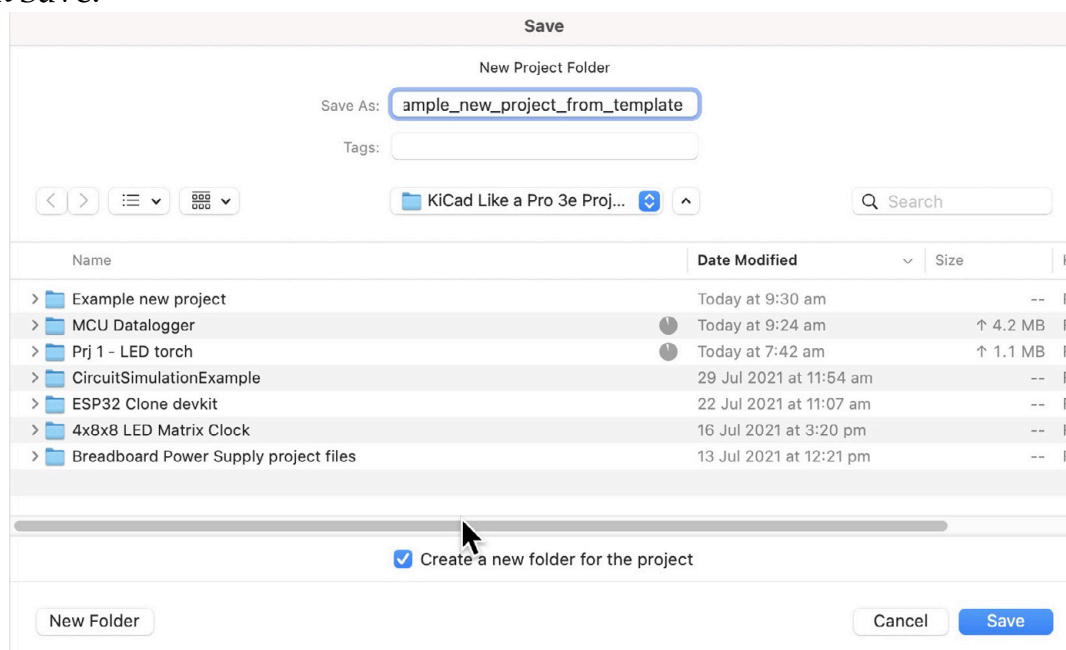 Save.
Save
New Project Folder
Save As: ample_new_project_from_template
Tags:
KiCad Like a Pro 3e Proj...
Search
Name Date Modified Size
Example new project Today at 9:30 am --
MCU Datalogger Today at 9:24 am ↑ 4.2 MB
Prj 1 - LED torch Today at 7:42 am ↑ 1.1 MB
CircuitSimulationExample 29 Jul 2021 at 11:54 am --
ESP32 Clone devkit 22 Jul 2021 at 11:07 am --
4x8x8 LED Matrix Clock 16 Jul 2021 at 3:20 pm --
Breadboard Power Supply project files 13 Jul 2021 at 12:21 pm --
Create a new folder for the project
New Folder Cancel Save